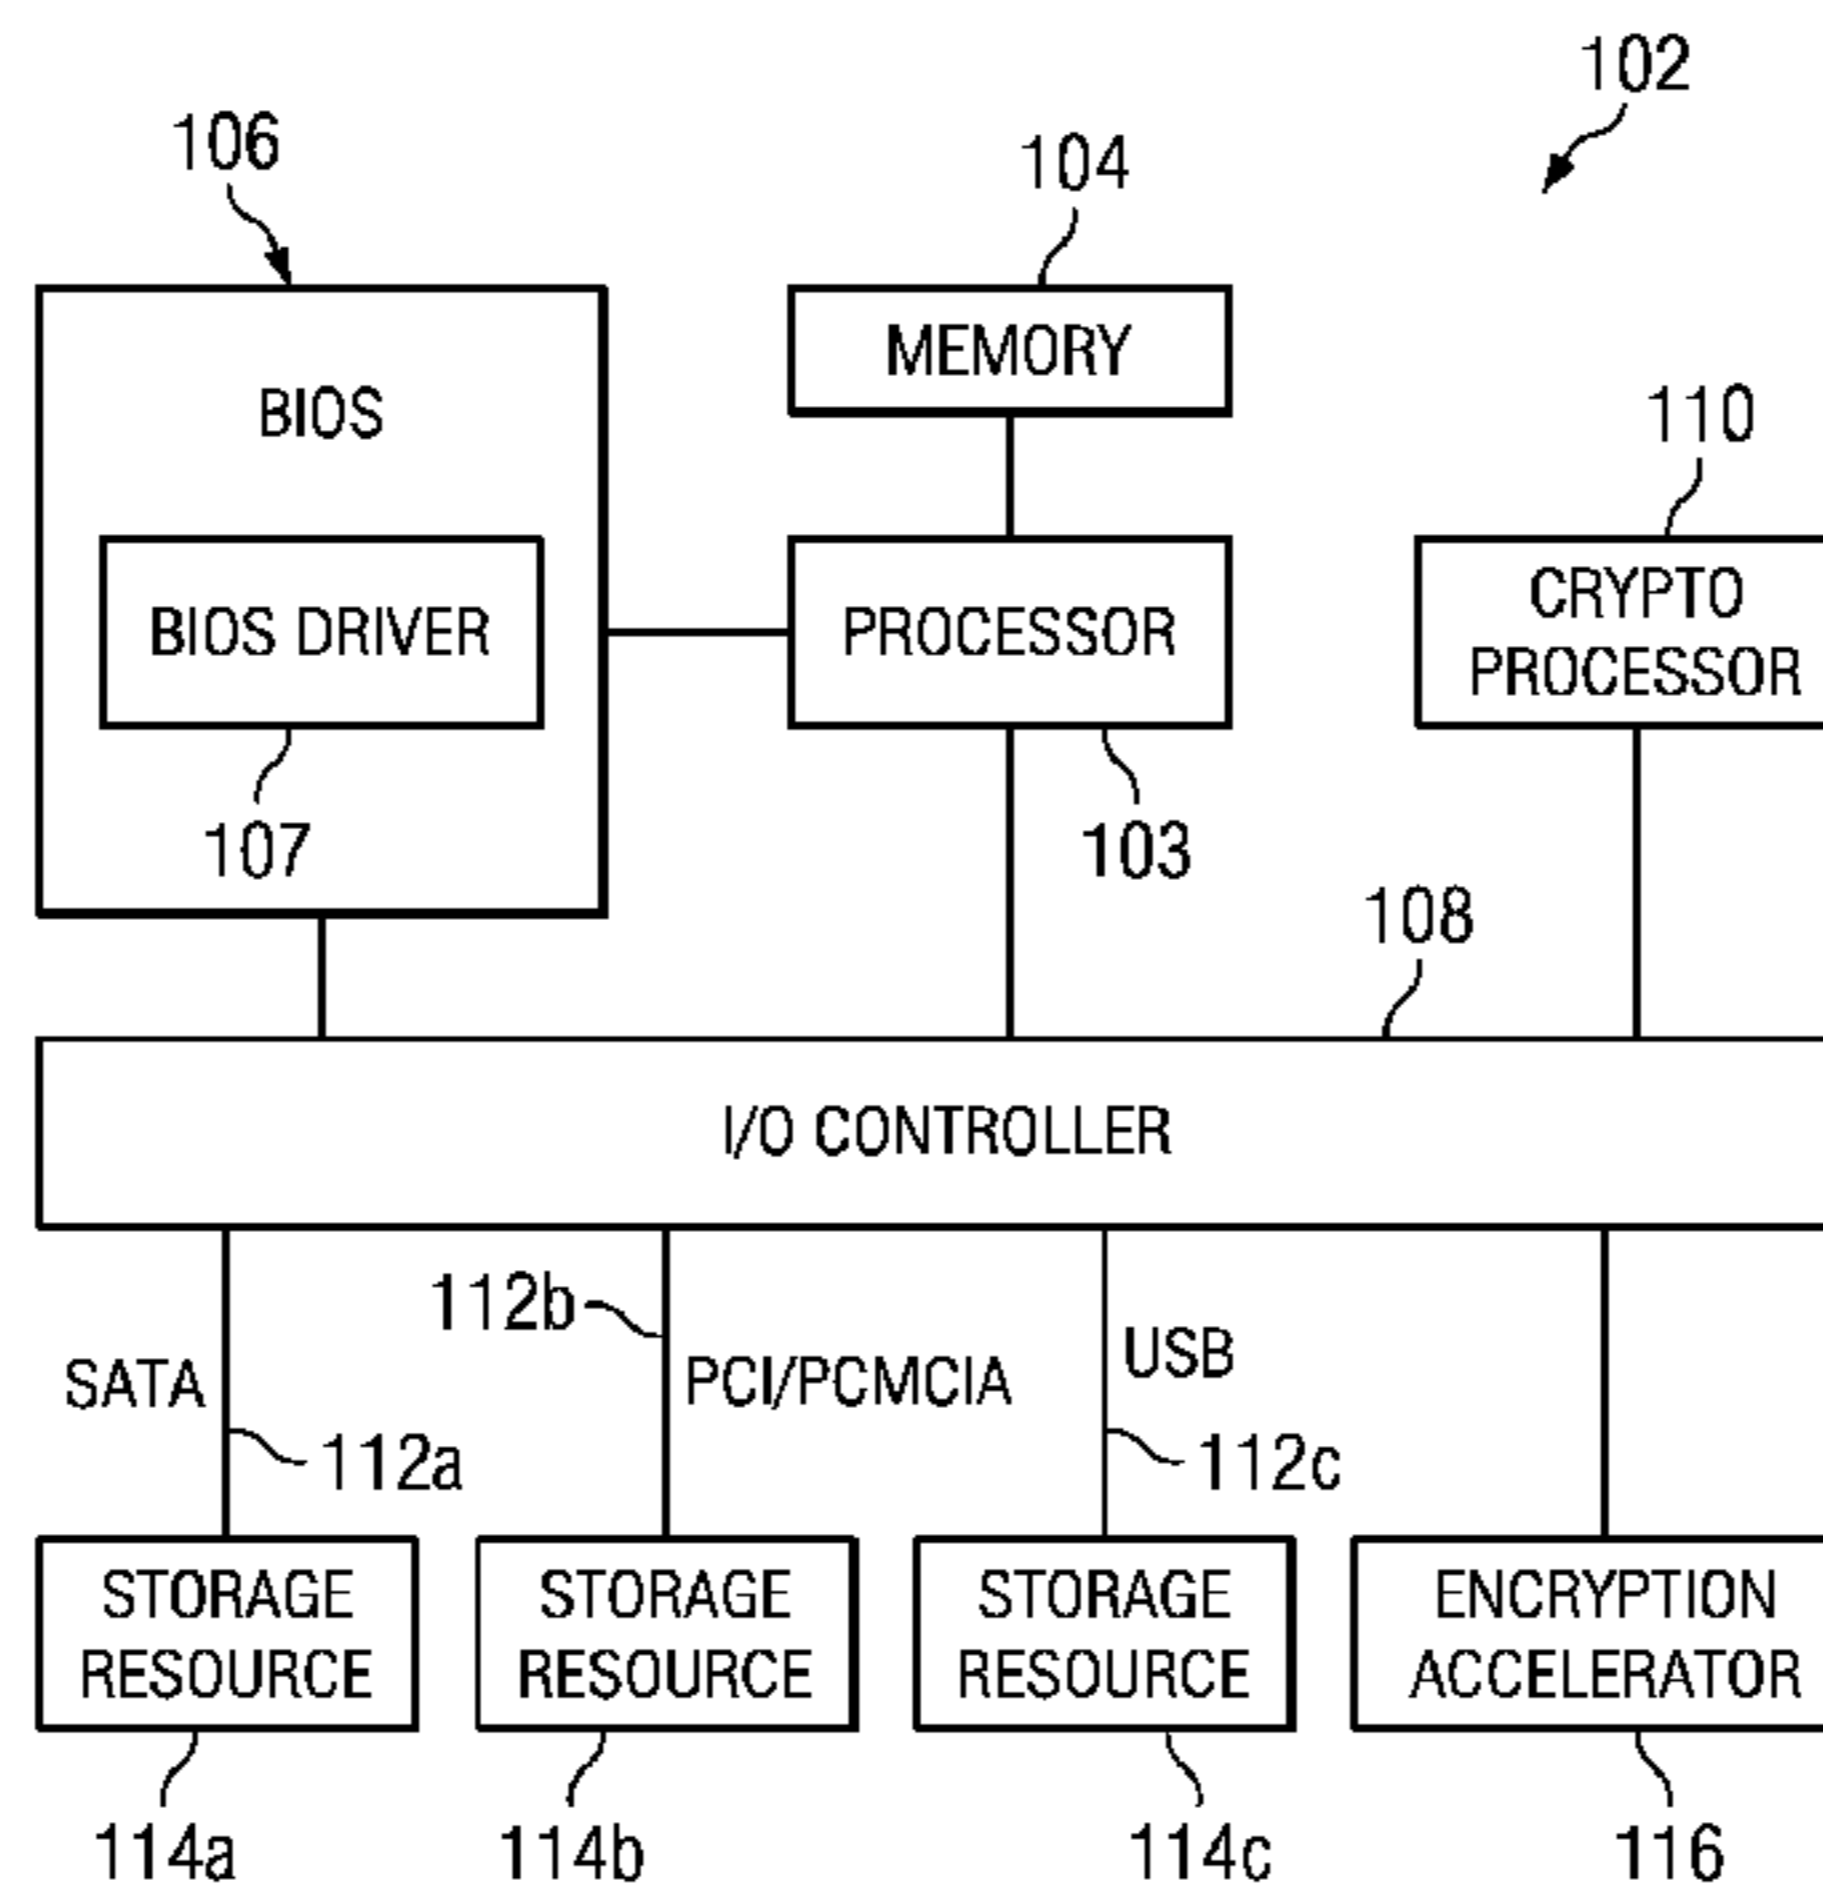 102
106
104
MEMORY
BIOS
110
CRYPTO
PROCESSOR
BIOS DRIVER
PROCESSOR
107
103
108
I/O CONTROLLER
112b
USB
SATA
PCI/PCMCIA
112a
112c
STORAGE
RESOURCE
STORAGE
RESOURCE
STORAGE
RESOURCE
ENCRYPTION
ACCELERATOR
114a
114b
114c
116